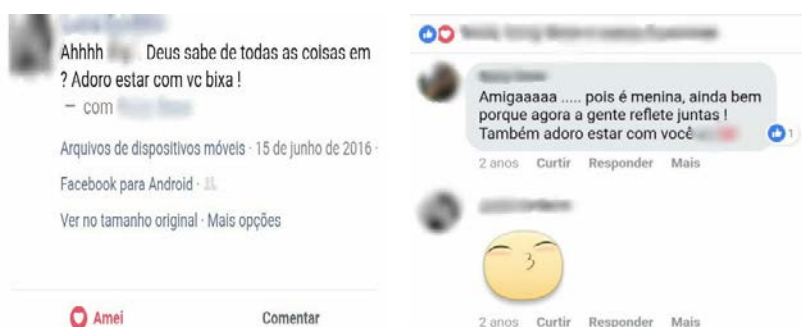 Ahhhh . Deus sabe de todas as coisas em
? Adoro estar com vc bixa !
— com
Arquivos de dispositivos móveis · 15 de junho de 2016 ·
Facebook para Android ·
Ver no tamanho original · Mais opções
Amei Comentar
Amigaaaaa ..... pois é menina, ainda bem
porque agora a gente reflete juntas !
Também adoro estar com você
1
2 anos Curtir Responder Mais
2 anos Curtir Responder Mais